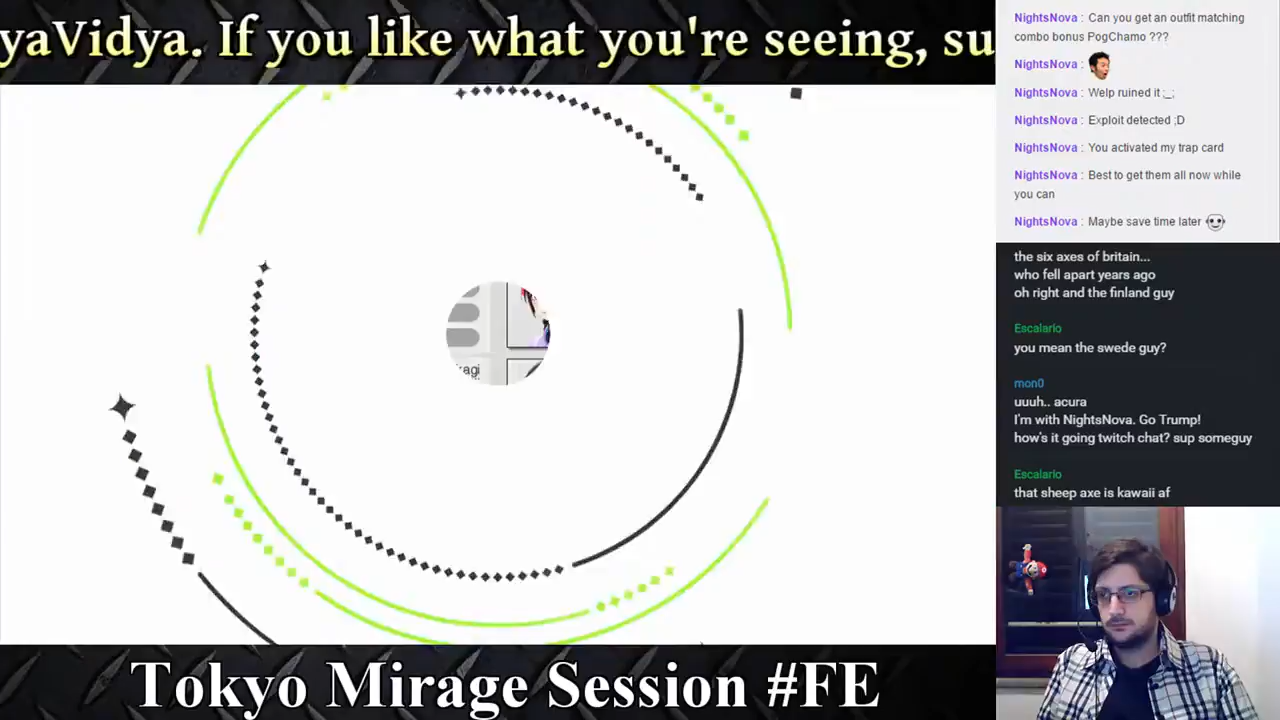 yaVidya. If you like what you're seeing, su
NightsNova : Can you get an outfit matching
combo bonus PogChamo ???
NightsNova :
NightsNova : Welp ruined it ;_;
NightsNova : Exploit detected ;D
NightsNova : You activated my trap card
NightsNova : Best to get them all now while
you can
NightsNova : Maybe save time later
the six axes of britain...
who fell apart years ago
oh right and the finland guy
Escalario
you mean the swede guy?
mon0
uuuh.. acura
I'm with NightsNova. Go Trump!
how's it going twitch chat? sup someguy
Escalario
that sheep axe is kawaii af
kagi
Tokyo Mirage Session #FE